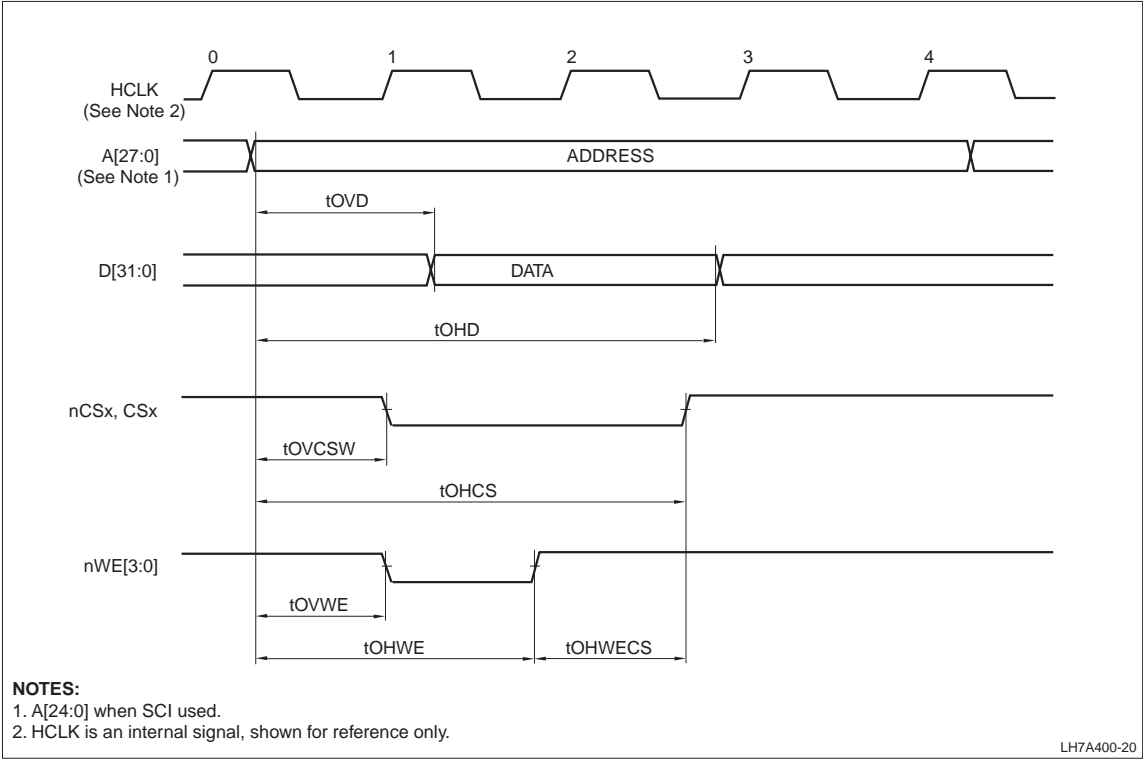 0 1 2 3 4
HCLK
(See Note 2)
A[27:0]
(See Note 1)
ADDRESS
tOVD
D[31:0]
DATA
tOHD
nCSx, CSx
tOVCSW
tOHCS
nWE[3:0]
tOVWE
tOHWE tOHWECS
NOTES:
1. A[24:0] when SCI used.
2. HCLK is an internal signal, shown for reference only.
LH7A400-20